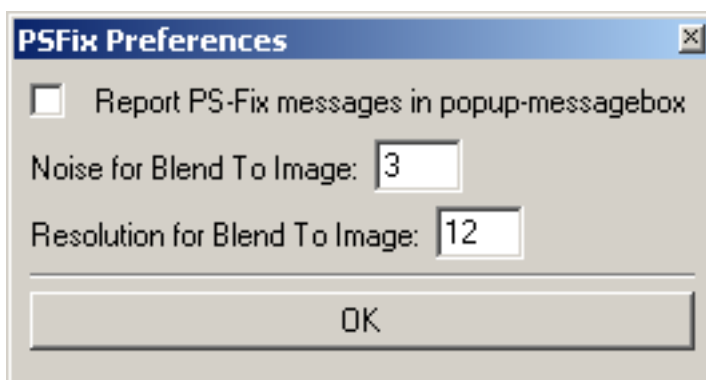 PSFix Preferences
Report PS-Fix messages in popup-messagebox
Noise for Blend To Image: 3
Resolution for Blend To Image: 12
OK